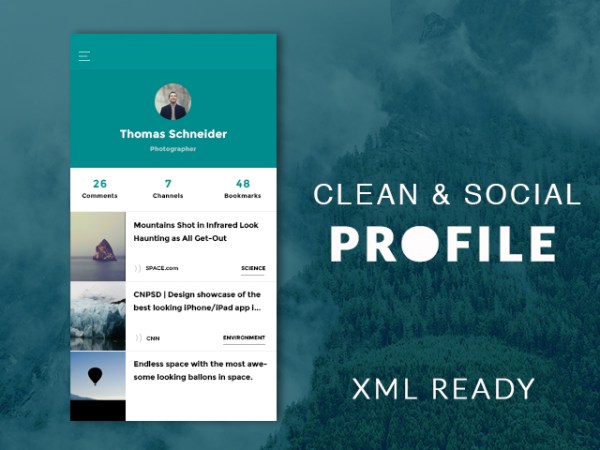 Thomas Schneider
Photographer
26 7 48
Comments Channels Bookmarks
Mountains Shot in Infrared Look
Haunting as All Get-Out
SPACE.com SCIENCE
CNPSD | Design showcase of the
best looking iPhone/iPad app i...
CNN ENVIRONMENT
Endless space with the most awe-
some looking ballons in space.
CLEAN & SOCIAL
PROFILE
XML READY